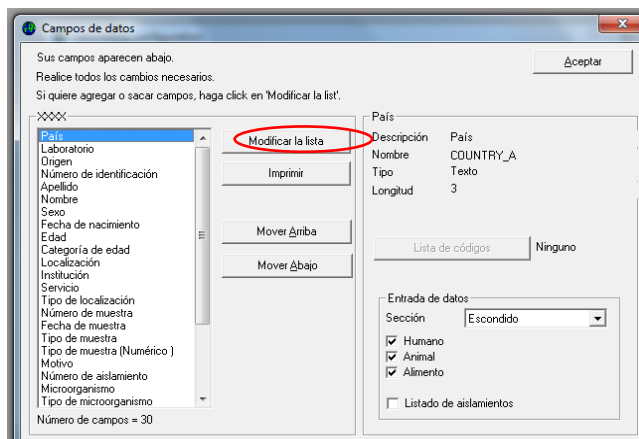 Campos de datos
Sus campos aparecen abajo.
Realice todos los cambios necesarios.
Si quiere agregar o sacar campos, haga click en 'Modificar la list'.
Aceptar
XXXX
País
Laboratorio
Origen
Número de identificación
Apellido
Nombre
Sexo
Fecha de nacimiento
Edad
Categoría de edad
Localización
Institución
Servicio
Tipo de localización
Número de muestra
Fecha de muestra
Tipo de muestra
Tipo de muestra (Numérico )
Motivo
Número de aislamiento
Microorganismo
Tipo de microorganismo
Número de campos = 30
Modificar la lista
Imprimir
Mover Arriba
Mover Abajo
País
Descripción País
Nombre COUNTRY_A
Tipo Texto
Longitud 3
Lista de códigos Ninguno
Entrada de datos
Sección Escondido
Humano
Animal
Alimento
Listado de aislamientos